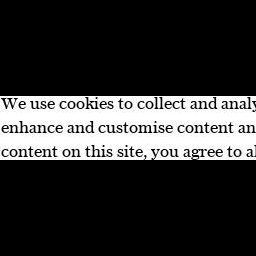 We use cookies to collect and analy
enhance and customise content an
content on this site, you agree to al